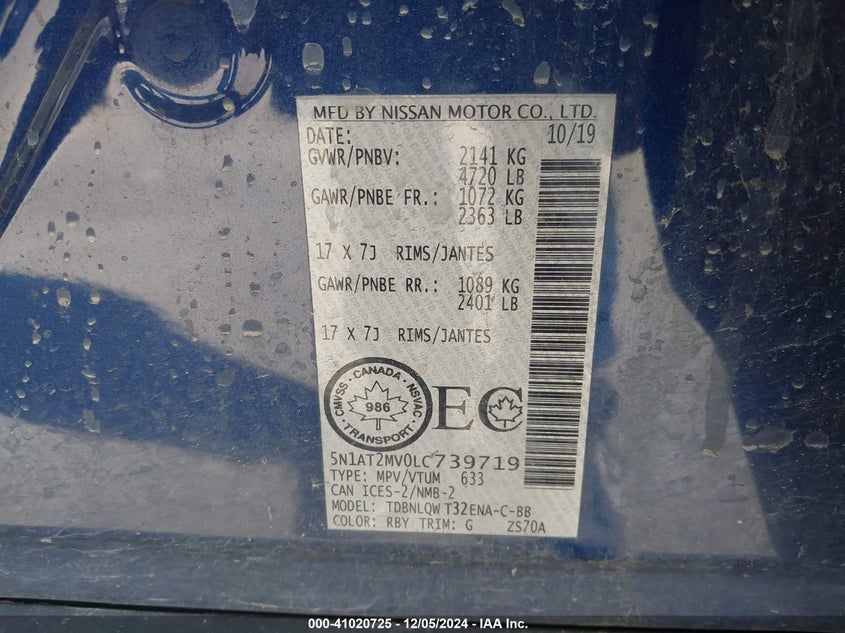 MFD BY NISSAN MOTOR CO., LTD.
DATE: 10/19
GVWR/PNBV: 2141 KG
4720 LB
GAWR/PNBE FR.: 1072 KG
2363 LB
17 X 7J RIMS/JANTES
GAWR/PNBE RR.: 1089 KG
2401 LB
17 X 7J RIMS/JANTES
CMVSS · CANADA · NSVAC
986
· TRANSPORT ·
EC
5N1AT2MV0LC739719
TYPE: MPV/VTUM 633
CAN ICES-2/NMB-2
MODEL: TDBNLQW T32ENA-C-BB
COLOR: RBY TRIM: G ZS70A
000-41020725 - 12/05/2024 - IAA Inc.